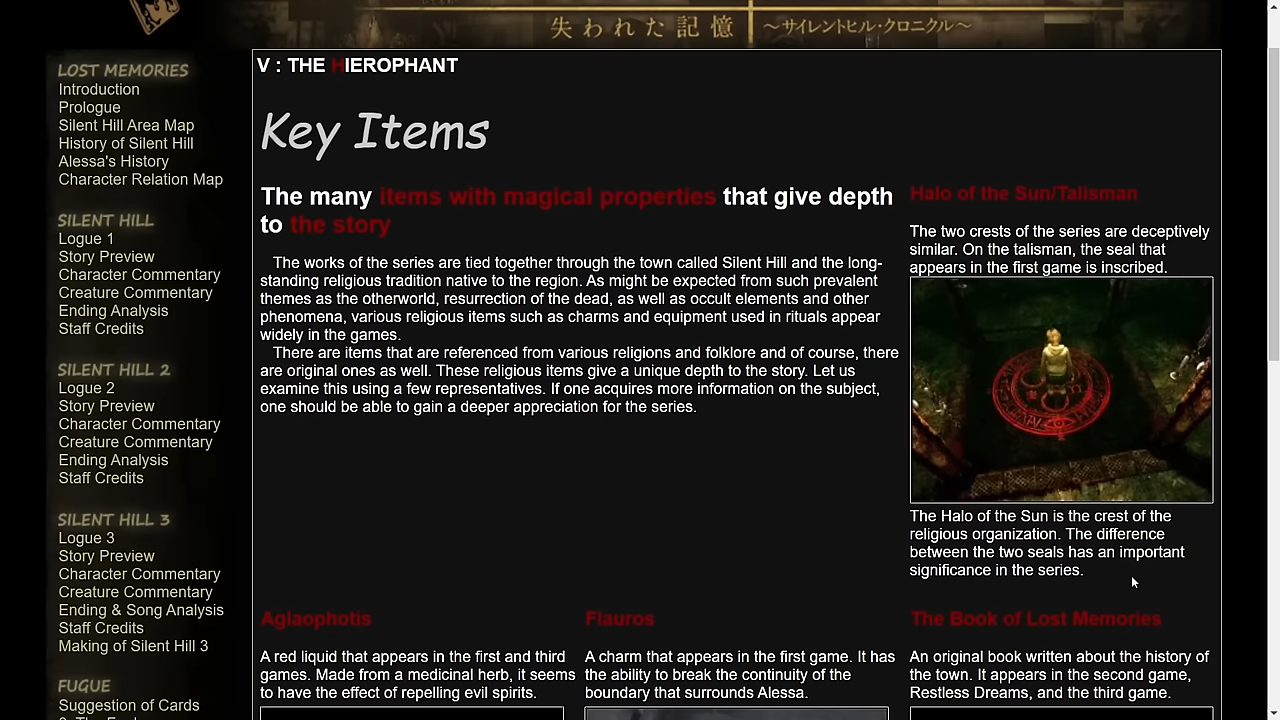 失われた記憶 ～サイレントヒル・クロニクル～
LOST MEMORIES
Introduction
Prologue
Silent Hill Area Map
History of Silent Hill
Alessa's History
Character Relation Map
SILENT HILL
Logue 1
Story Preview
Character Commentary
Creature Commentary
Ending Analysis
Staff Credits
SILENT HILL 2
Logue 2
Story Preview
Character Commentary
Creature Commentary
Ending Analysis
Staff Credits
SILENT HILL 3
Logue 3
Story Preview
Character Commentary
Creature Commentary
Ending & Song Analysis
Staff Credits
Making of Silent Hill 3
FUGUE
Suggestion of Cards
V : THE HIEROPHANT
Key Items
The many items with magical properties that give depth
to the story
The works of the series are tied together through the town called Silent Hill and the long-
standing religious tradition native to the region. As might be expected from such prevalent
themes as the otherworld, resurrection of the dead, as well as occult elements and other
phenomena, various religious items such as charms and equipment used in rituals appear
widely in the games.
There are items that are referenced from various religions and folklore and of course, there
are original ones as well. These religious items give a unique depth to the story. Let us
examine this using a few representatives. If one acquires more information on the subject,
one should be able to gain a deeper appreciation for the series.
Halo of the Sun/Talisman
The two crests of the series are deceptively
similar. On the talisman, the seal that
appears in the first game is inscribed.
The Halo of the Sun is the crest of the
religious organization. The difference
between the two seals has an important
significance in the series.
Aglaophotis
A red liquid that appears in the first and third
games. Made from a medicinal herb, it seems
to have the effect of repelling evil spirits.
Flauros
A charm that appears in the first game. It has
the ability to break the continuity of the
boundary that surrounds Alessa.
The Book of Lost Memories
An original book written about the history of
the town. It appears in the second game,
Restless Dreams, and the third game.